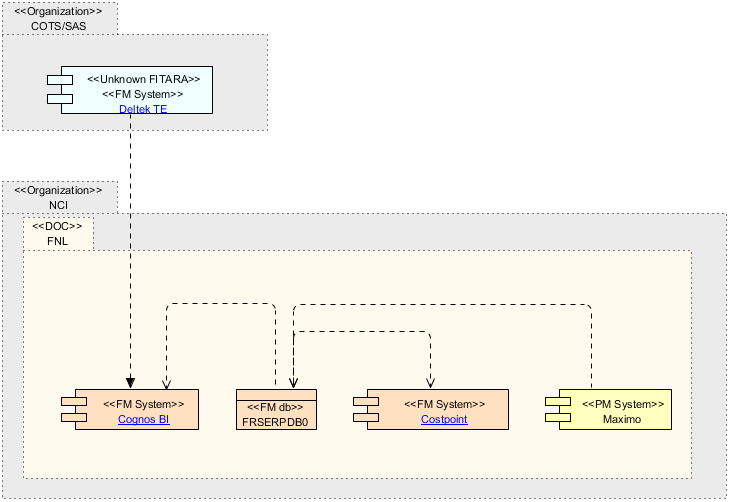 <<Organization>>
COTS/SAS
<<Unknown FITARA>>
<<FM System>>
Deltek TE
<<Organization>>
NCI
<<DOC>>
FNL
<<FM System>>
Cognos BI
<<FM db>>
FRSERPDB0
<<FM System>>
Costpoint
<<PM System>>
Maximo